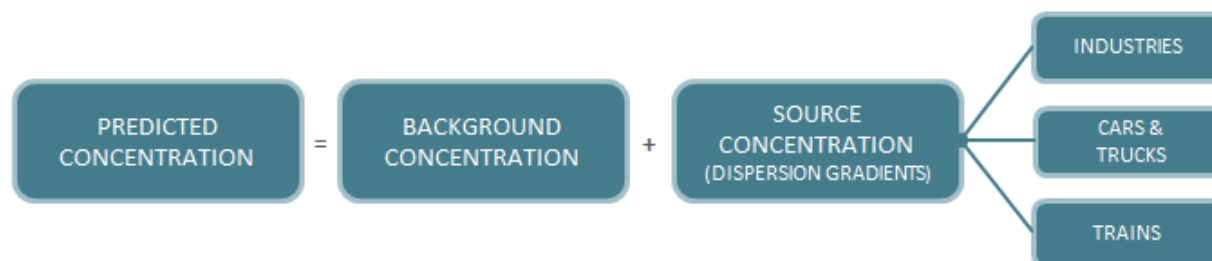 PREDICTED
CONCENTRATION
=
BACKGROUND
CONCENTRATION
+
SOURCE
CONCENTRATION
(DISPERSION GRADIENTS)
INDUSTRIES
CARS &
TRUCKS
TRAINS